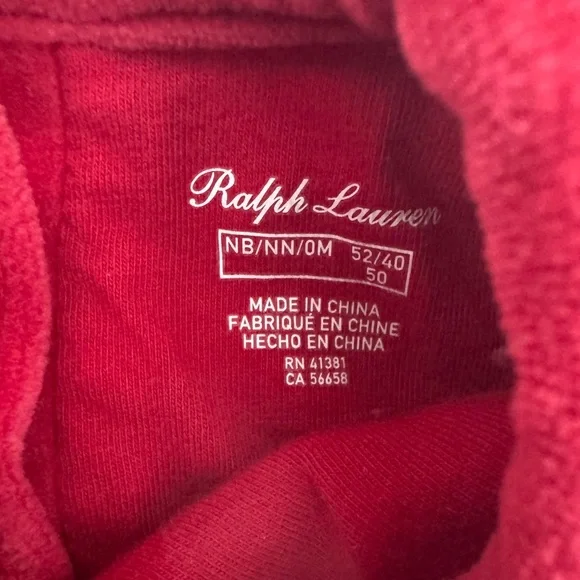 Ralph Lauren
NB/NN/0M 52/40
50
MADE IN CHINA
FABRIQUÉ EN CHINE
HECHO EN CHINA
RN 41381
CA 56658